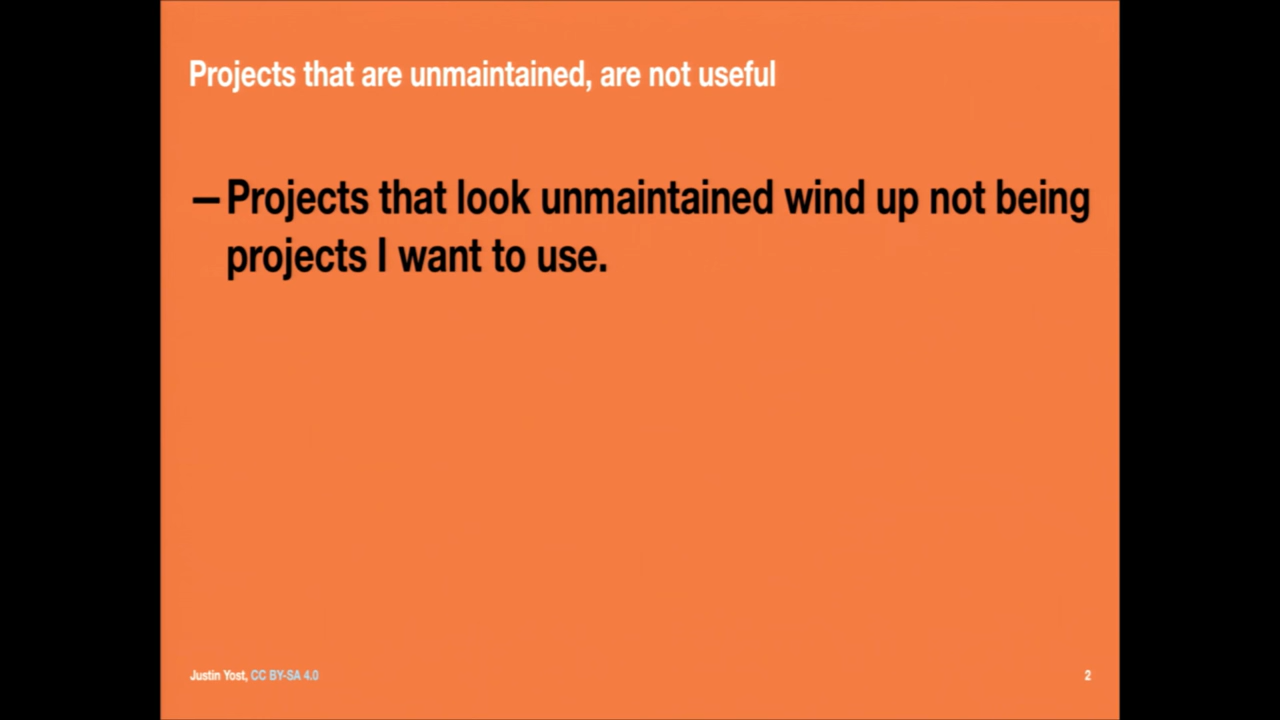 Projects that are unmaintained, are not useful
— Projects that look unmaintained wind up not being
projects I want to use.
Justin Yost, CC BY-SA 4.0
2